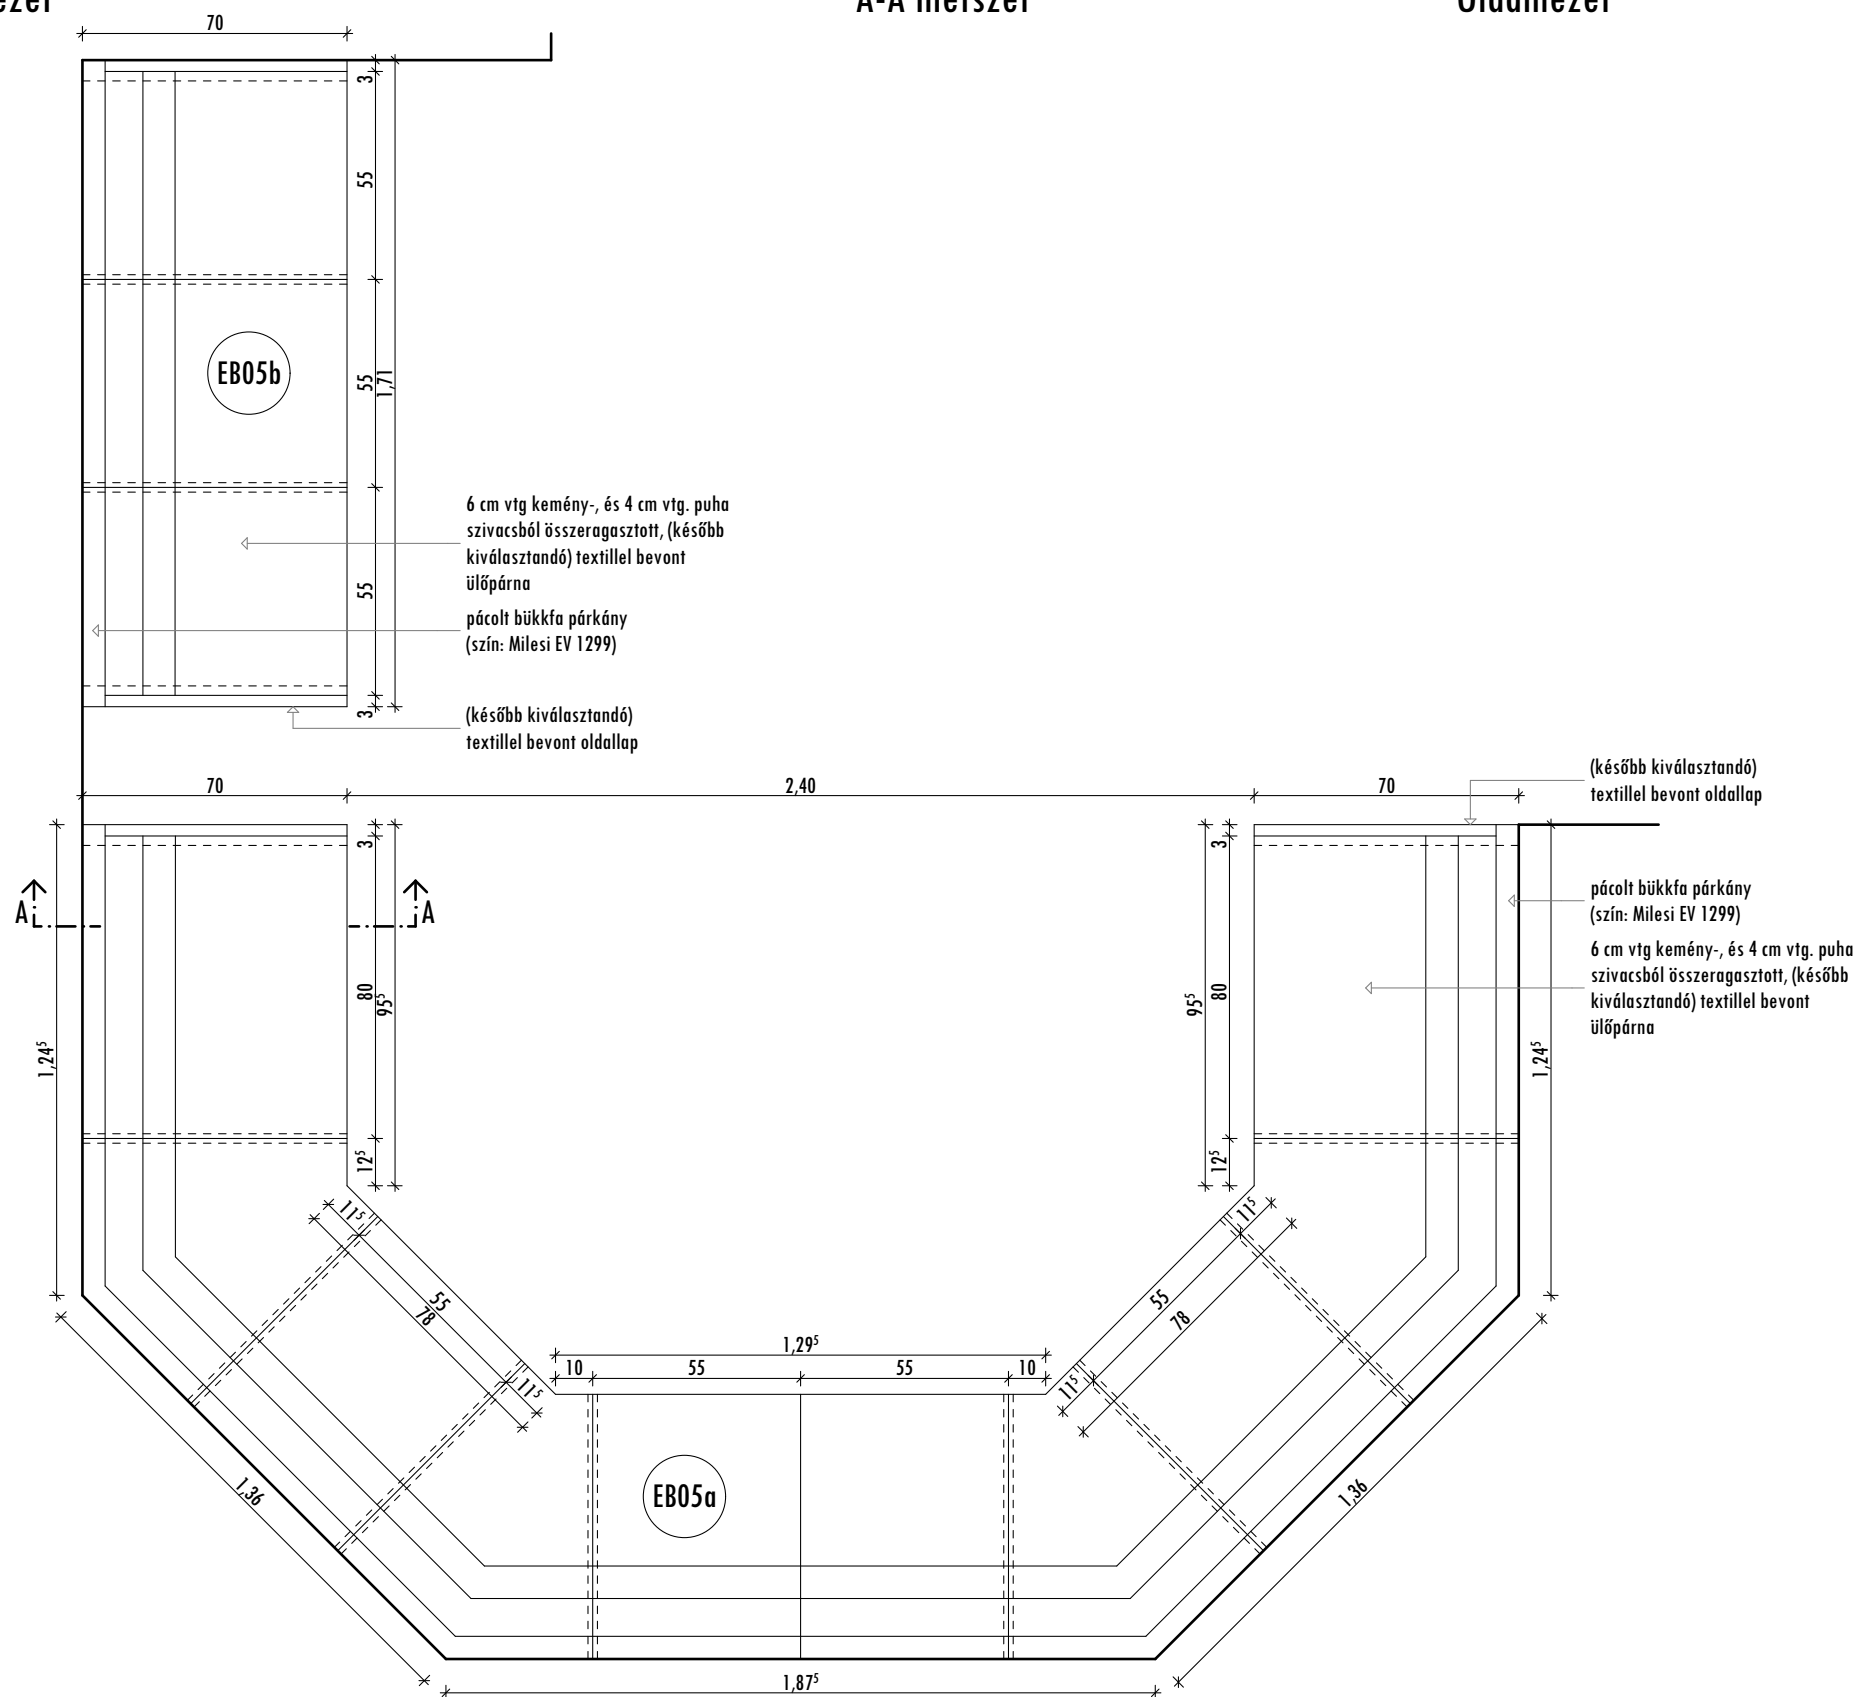 70
3
55
55
1,71
EB05b
6 cm vtg kemény-, és 4 cm vtg. puha
szivacsból összeragasztott, (később
kiválasztandó) textillel bevont
ülőpárna
55
pácolt bükkfa párkány
(szín: Milesi EV 1299)
3
(később kiválasztandó)
textillel bevont oldallap
70
2,40
70
(később kiválasztandó)
textillel bevont oldallap
3
3
A
A
pácolt bükkfa párkány
(szín: Milesi EV 1299)
6 cm vtg kemény-, és 4 cm vtg. puha
szivacsból összeragasztott, (később
kiválasztandó) textillel bevont
ülőpárna
80
95⁵
95⁵
80
1,24⁵
1,24⁵
12⁵
12⁵
11⁵
11⁵
55
78
55
78
1,29⁵
10
55
55
10
11⁵
11⁵
EB05a
1,36
1,36
1,87⁵